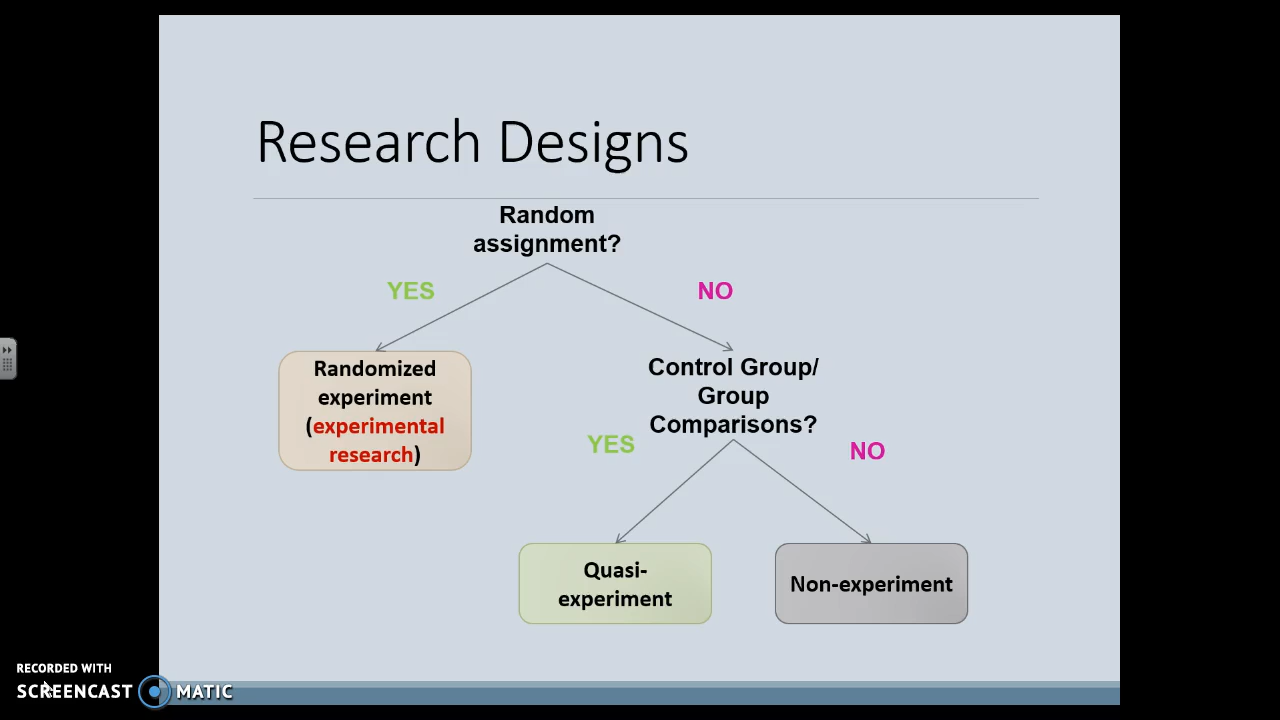 Research Designs
Random
assignment?
YES
NO
Randomized
experiment
(experimental
research)
Control Group/
Group
Comparisons?
YES
NO
Quasi-
experiment
Non-experiment
RECORDED WITH
SCREENCAST MATIC